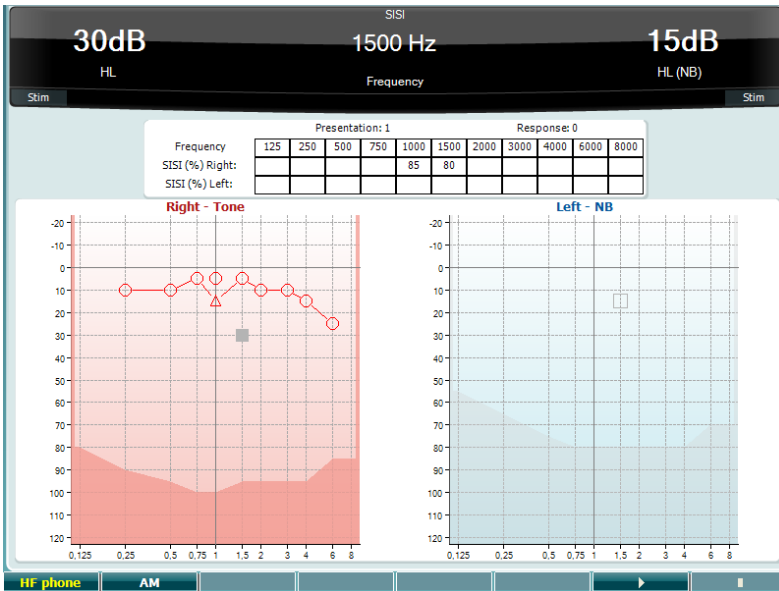 SISI
30dB 1500 Hz 15dB
HL Frequency HL (NB)
Stim Stim
Presentation: 1 Response: 0
Frequency 125 250 500 750 1000 1500 2000 3000 4000 6000 8000
SISI (%) Right: 85 80
SISI (%) Left:
Right - Tone Left - NB
-20 -20
-10 -10
0 0
10 10
20 20
30 30
40 40
50 50
60 60
70 70
80 80
90 90
100 100
110 110
120 120
0,125 0,25 0,5 0,75 1 1,5 2 3 4 6 8 0,125 0,25 0,5 0,75 1 1,5 2 3 4 6 8
HF phone AM